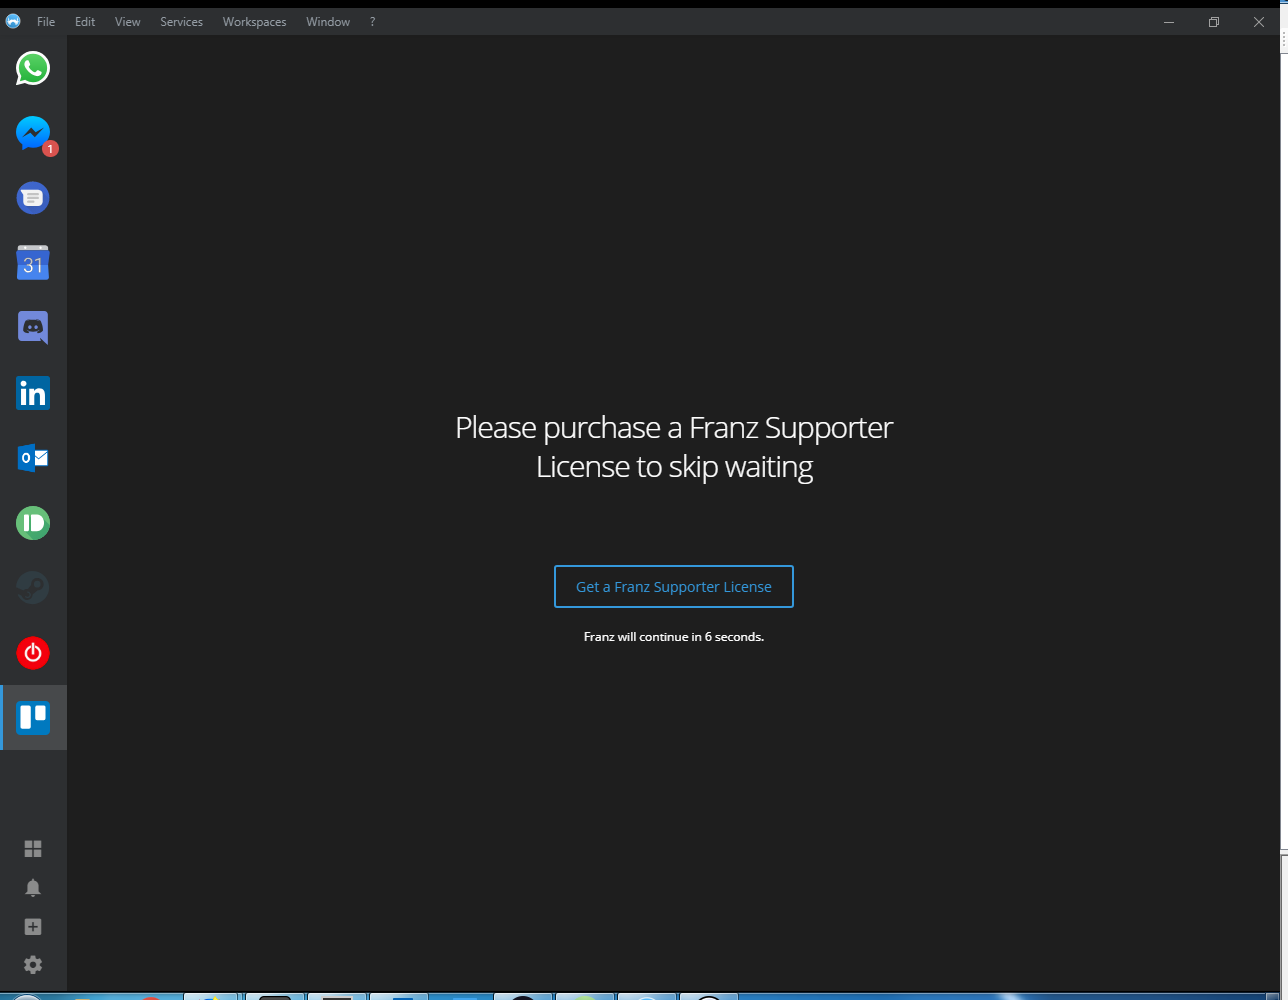 File Edit View Services Workspaces Window ?
1
31
in
o
Please purchase a Franz Supporter
License to skip waiting
Get a Franz Supporter License
Franz will continue in 6 seconds.